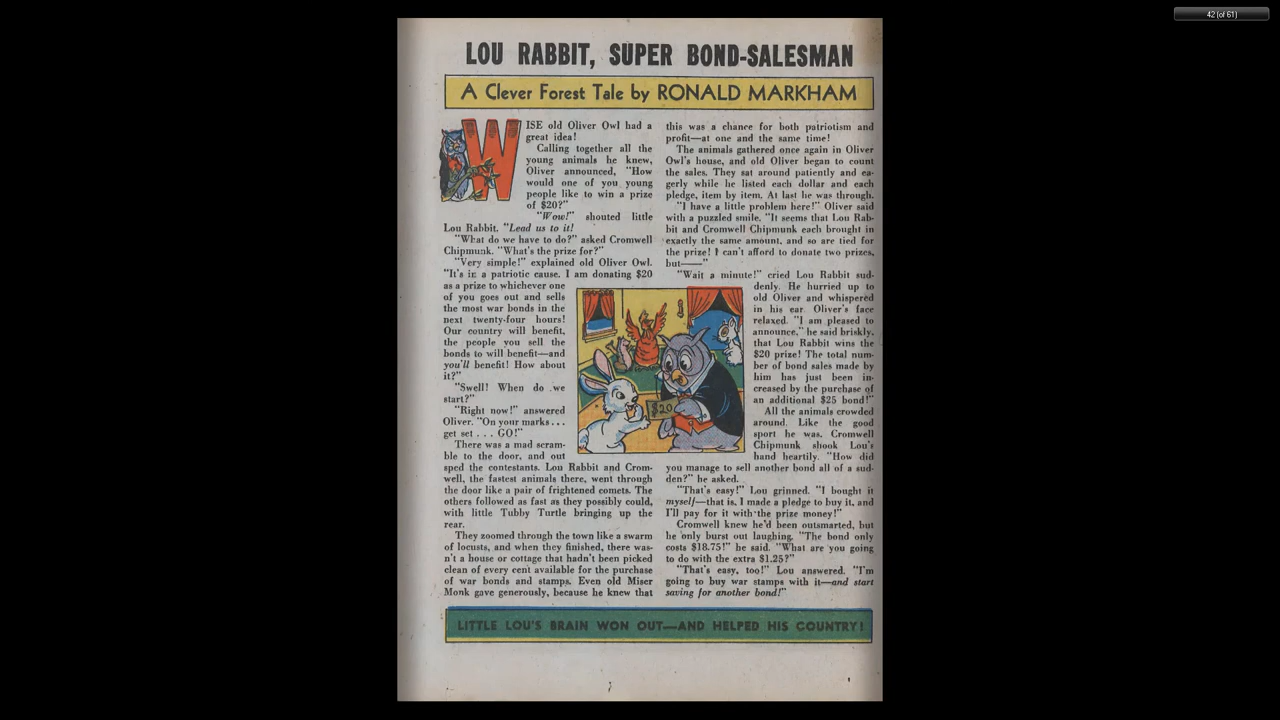 42 (of 61)
LOU RABBIT, SUPER BOND-SALESMAN
A Clever Forest Tale by RONALD MARKHAM
WISE old Oliver Owl had a
great idea!
Calling together all the
young animals he knew,
Oliver announced, "How
would one of you young
people like to win a prize
of $20?"
"Wow!" shouted little
Lou Rabbit. "Lead us to it!
"What do we have to do?" asked Cromwell
Chipmunk. "What's the prize for?"
"Very simple!" explained old Oliver Owl.
"It's in a patriotic cause. I am donating $20
as a prize to whichever one
of you goes out and sells
the most war bonds in the
next twenty-four hours!
Our country will benefit,
the people you sell the
bonds to will benefit—and
you'll benefit! How about
it?"
"Swell! When do we
start?"
"Right now!" answered
Oliver. "On your marks...
get set . . . GO!"
There was a mad scram-
ble to the door, and out
sped the contestants. Lou Rabbit and Crom-
well, the fastest animals there, went through
the door like a pair of frightened comets. The
others followed as fast as they possibly could,
with little Tubby Turtle bringing up the
rear.
They zoomed through the town like a swarm
of locusts, and when they finished, there was-
n't a house or cottage that hadn't been picked
clean of every cent available for the purchase
of war bonds and stamps. Even old Miser
Monk gave generously, because he knew that
this was a chance for both patriotism and
profit—at one and the same time!
The animals gathered once again in Oliver
Owl's house, and old Oliver began to count
the sales. They sat around patiently and ea-
gerly while he listed each dollar and each
pledge, item by item. At last he was through.
"I have a little problem here!" Oliver said
with a puzzled smile. "It seems that Lou Rab-
bit and Cromwell Chipmunk each brought in
exactly the same amount, and so are tied for
the prize! I can't afford to donate two prizes,
but——"
"Wait a minute!" cried Lou Rabbit sud-
denly. He hurried up to
old Oliver and whispered
in his ear. Oliver's face
relaxed. "I am pleased to
announce," he said briskly,
that Lou Rabbit wins the
$20 prize! The total num-
ber of bond sales made by
him has just been in-
creased by the purchase of
an additional $25 bond!"
All the animals crowded
around. Like the good
sport he was, Cromwell
Chipmunk shook Lou's
hand heartily. "How did
you manage to sell another bond all of a sud-
den?" he asked.
"That's easy!" Lou grinned. "I bought it
myself—that is, I made a pledge to buy it, and
I'll pay for it with the prize money!"
Cromwell knew he'd been outsmarted, but
he only burst out laughing. "The bond only
costs $18.75!" he said. "What are you going
to do with the extra $1.25?"
"That's easy, too!" Lou answered. "I'm
going to buy war stamps with it—and start
saving for another bond!"
$20
LITTLE LOU'S BRAIN WON OUT—AND HELPED HIS COUNTRY!